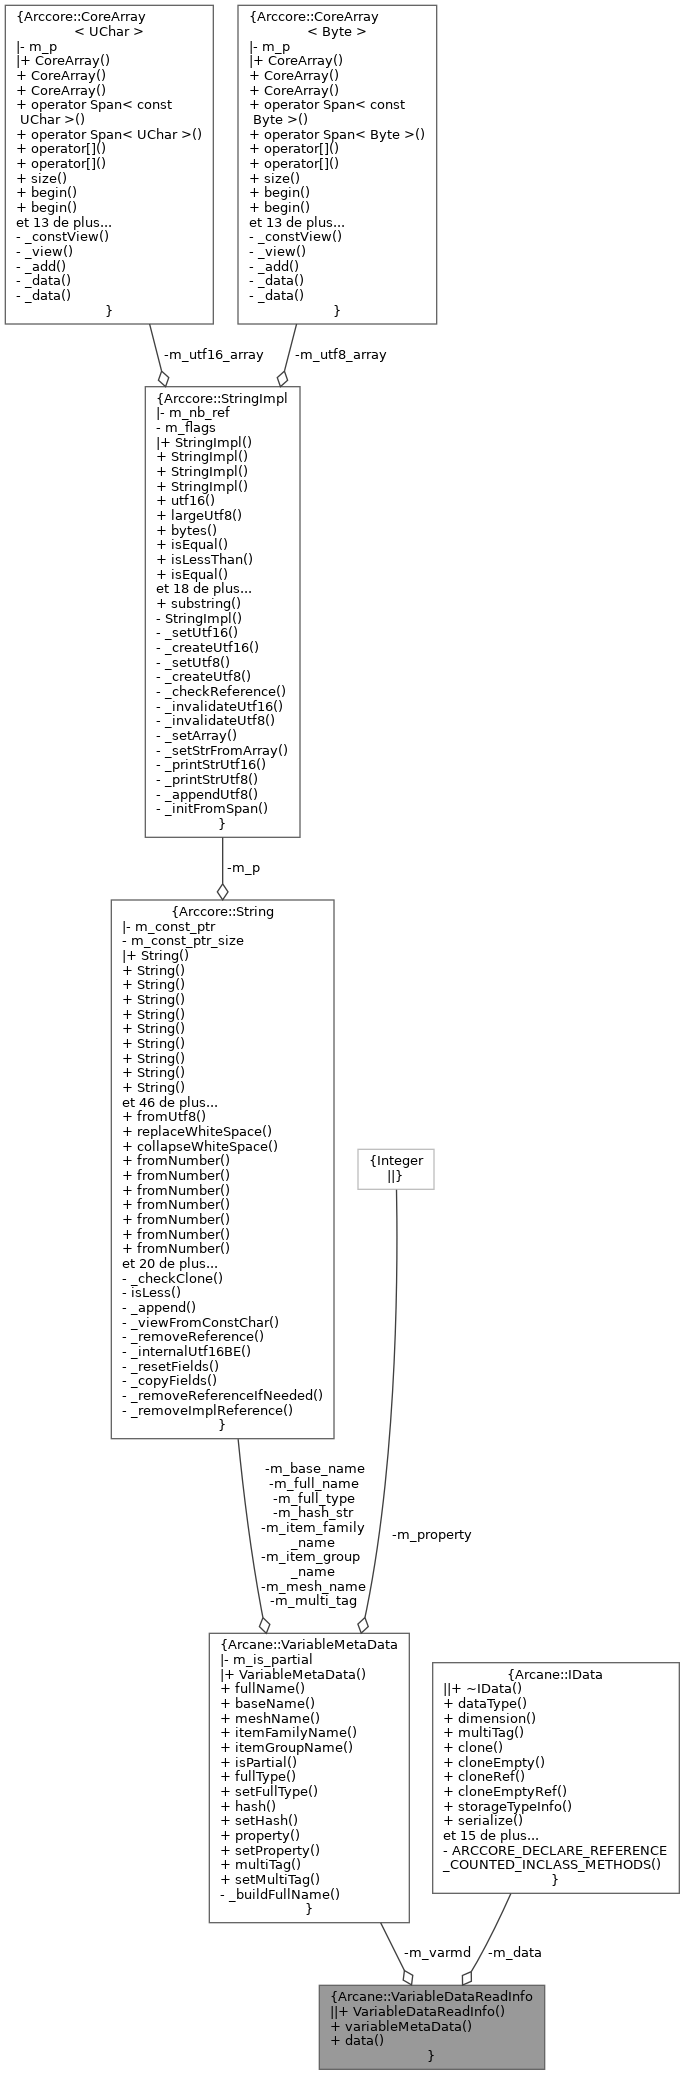 {Arccore::CoreArray
< UChar >
|- m_p
|+ CoreArray()
+ CoreArray()
+ CoreArray()
+ operator Span< const
UChar >()
+ operator Span< UChar >()
+ operator[]()
+ operator[]()
+ size()
+ begin()
+ begin()
et 13 de plus...
- _constView()
- _view()
- _add()
- _data()
- _data()
}
{Arccore::CoreArray
< Byte >
|- m_p
|+ CoreArray()
+ CoreArray()
+ CoreArray()
+ operator Span< const
Byte >()
+ operator Span< Byte >()
+ operator[]()
+ operator[]()
+ size()
+ begin()
+ begin()
et 13 de plus...
- _constView()
- _view()
- _add()
- _data()
- _data()
}
-m_utf16_array
-m_utf8_array
{Arccore::StringImpl
|- m_nb_ref
- m_flags
|+ StringImpl()
+ StringImpl()
+ StringImpl()
+ StringImpl()
+ utf16()
+ largeUtf8()
+ bytes()
+ isEqual()
+ isLessThan()
+ isEqual()
et 18 de plus...
+ substring()
- StringImpl()
- _setUtf16()
- _createUtf16()
- _setUtf8()
- _createUtf8()
- _checkReference()
- _invalidateUtf16()
- _invalidateUtf8()
- _setArray()
- _setStrFromArray()
- _printStrUtf16()
- _printStrUtf8()
- _appendUtf8()
- _initFromSpan()
}
-m_p
{Arccore::String
|- m_const_ptr
- m_const_ptr_size
|+ String()
+ String()
+ String()
+ String()
+ String()
+ String()
+ String()
+ String()
+ String()
+ String()
et 46 de plus...
+ fromUtf8()
+ replaceWhiteSpace()
+ collapseWhiteSpace()
+ fromNumber()
+ fromNumber()
+ fromNumber()
+ fromNumber()
+ fromNumber()
+ fromNumber()
+ fromNumber()
et 20 de plus...
- _checkClone()
- isLess()
- _append()
- _viewFromConstChar()
- _removeReference()
- _internalUtf16BE()
- _resetFields()
- _copyFields()
- _removeReferenceIfNeeded()
- _removeImplReference()
}
{Integer
||}
-m_base_name
-m_full_name
-m_full_type
-m_hash_str
-m_item_family
_name
-m_item_group
_name
-m_mesh_name
-m_multi_tag
-m_property
{Arcane::VariableMetaData
|- m_is_partial
|+ VariableMetaData()
+ fullName()
+ baseName()
+ meshName()
+ itemFamilyName()
+ itemGroupName()
+ isPartial()
+ fullType()
+ setFullType()
+ hash()
+ setHash()
+ property()
+ setProperty()
+ multiTag()
+ setMultiTag()
- _buildFullName()
}
{Arcane::IData
||+ ~IData()
+ dataType()
+ dimension()
+ multiTag()
+ clone()
+ cloneEmpty()
+ cloneRef()
+ cloneEmptyRef()
+ storageTypeInfo()
+ serialize()
et 15 de plus...
- ARCCORE_DECLARE_REFERENCE
_COUNTED_INCLASS_METHODS()
}
-m_varmd
-m_data
{Arcane::VariableDataReadInfo
||+ VariableDataReadInfo()
+ variableMetaData()
+ data()
}